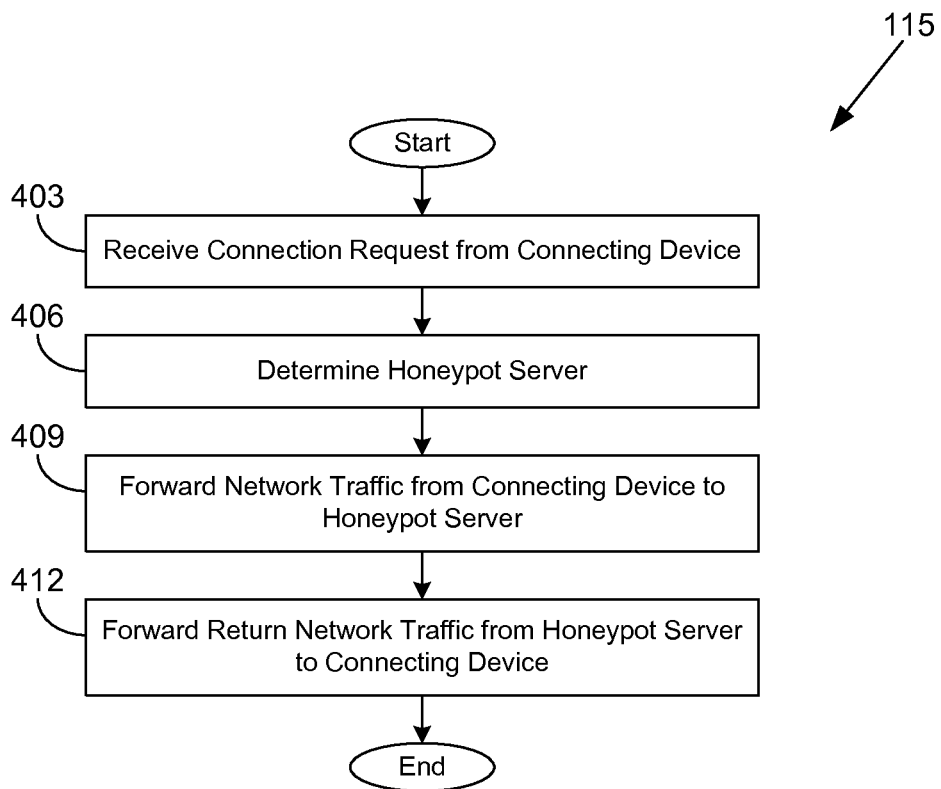 115
Start
403
Receive Connection Request from Connecting Device
406
Determine Honeypot Server
409
Forward Network Traffic from Connecting Device to
Honeypot Server
412
Forward Return Network Traffic from Honeypot Server
to Connecting Device
End